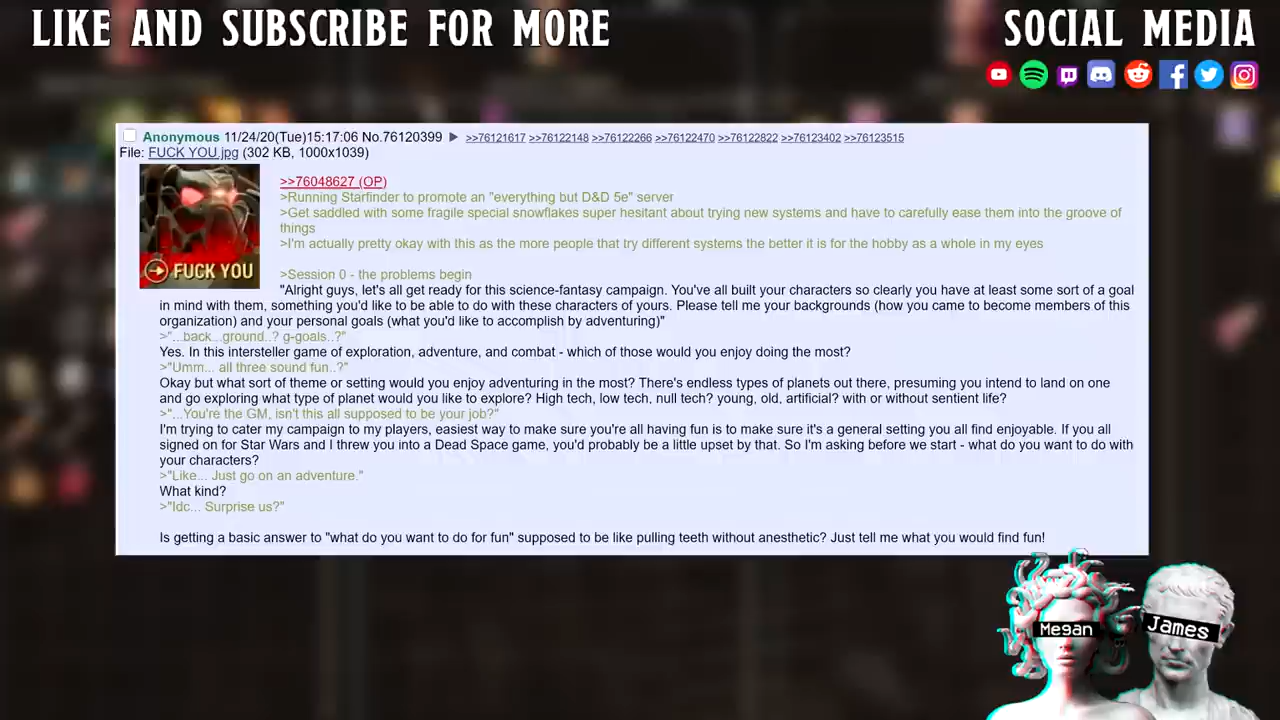 LIKE AND SUBSCRIBE FOR MORE
SOCIAL MEDIA
Anonymous 11/24/20(Tue)15:17:06 No.76120399 ▶ >>76121617 >>76122148 >>76122266 >>76122470 >>76122822 >>76123402 >>76123515
File: FUCK YOU.jpg (302 KB, 1000x1039)
FUCK YOU
>>76048627 (OP)
>Running Starfinder to promote an "everything but D&D 5e" server
>Get saddled with some fragile special snowflakes super hesitant about trying new systems and have to carefully ease them into the groove of
things
>I'm actually pretty okay with this as the more people that try different systems the better it is for the hobby as a whole in my eyes
>Session 0 - the problems begin
"Alright guys, let's all get ready for this science-fantasy campaign. You've all built your characters so clearly you have at least some sort of a goal
in mind with them, something you'd like to be able to do with these characters of yours. Please tell me your backgrounds (how you came to become members of this
organization) and your personal goals (what you'd like to accomplish by adventuring)"
>"...back...ground..? g-goals..?"
Yes. In this intersteller game of exploration, adventure, and combat - which of those would you enjoy doing the most?
>"Umm... all three sound fun..?"
Okay but what sort of theme or setting would you enjoy adventuring in the most? There's endless types of planets out there, presuming you intend to land on one
and go exploring what type of planet would you like to explore? High tech, low tech, null tech? young, old, artificial? with or without sentient life?
>"...You're the GM, isn't this all supposed to be your job?"
I'm trying to cater my campaign to my players, easiest way to make sure you're all having fun is to make sure it's a general setting you all find enjoyable. If you all
signed on for Star Wars and I threw you into a Dead Space game, you'd probably be a little upset by that. So I'm asking before we start - what do you want to do with
your characters?
>"Like... Just go on an adventure."
What kind?
>"Idc... Surprise us?"
Is getting a basic answer to "what do you want to do for fun" supposed to be like pulling teeth without anesthetic? Just tell me what you would find fun!
Megan
James